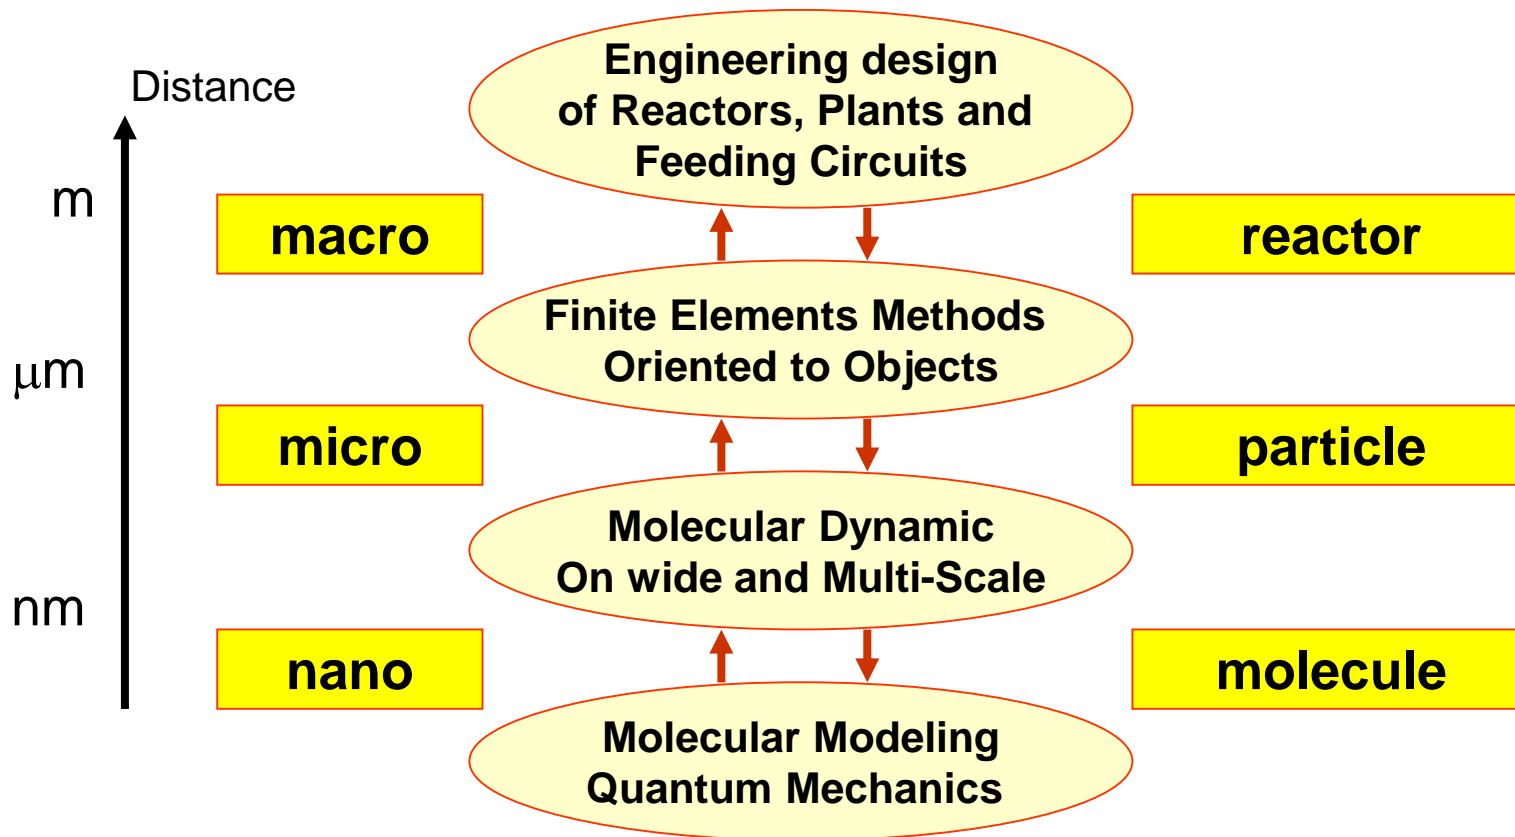 Engineering design
of Reactors, Plants and
Feeding Circuits
Distance
m
macro
reactor
Finite Elements Methods
Oriented to Objects
μm
micro
particle
Molecular Dynamic
On wide and Multi-Scale
nm
nano
molecule
Molecular Modeling
Quantum Mechanics